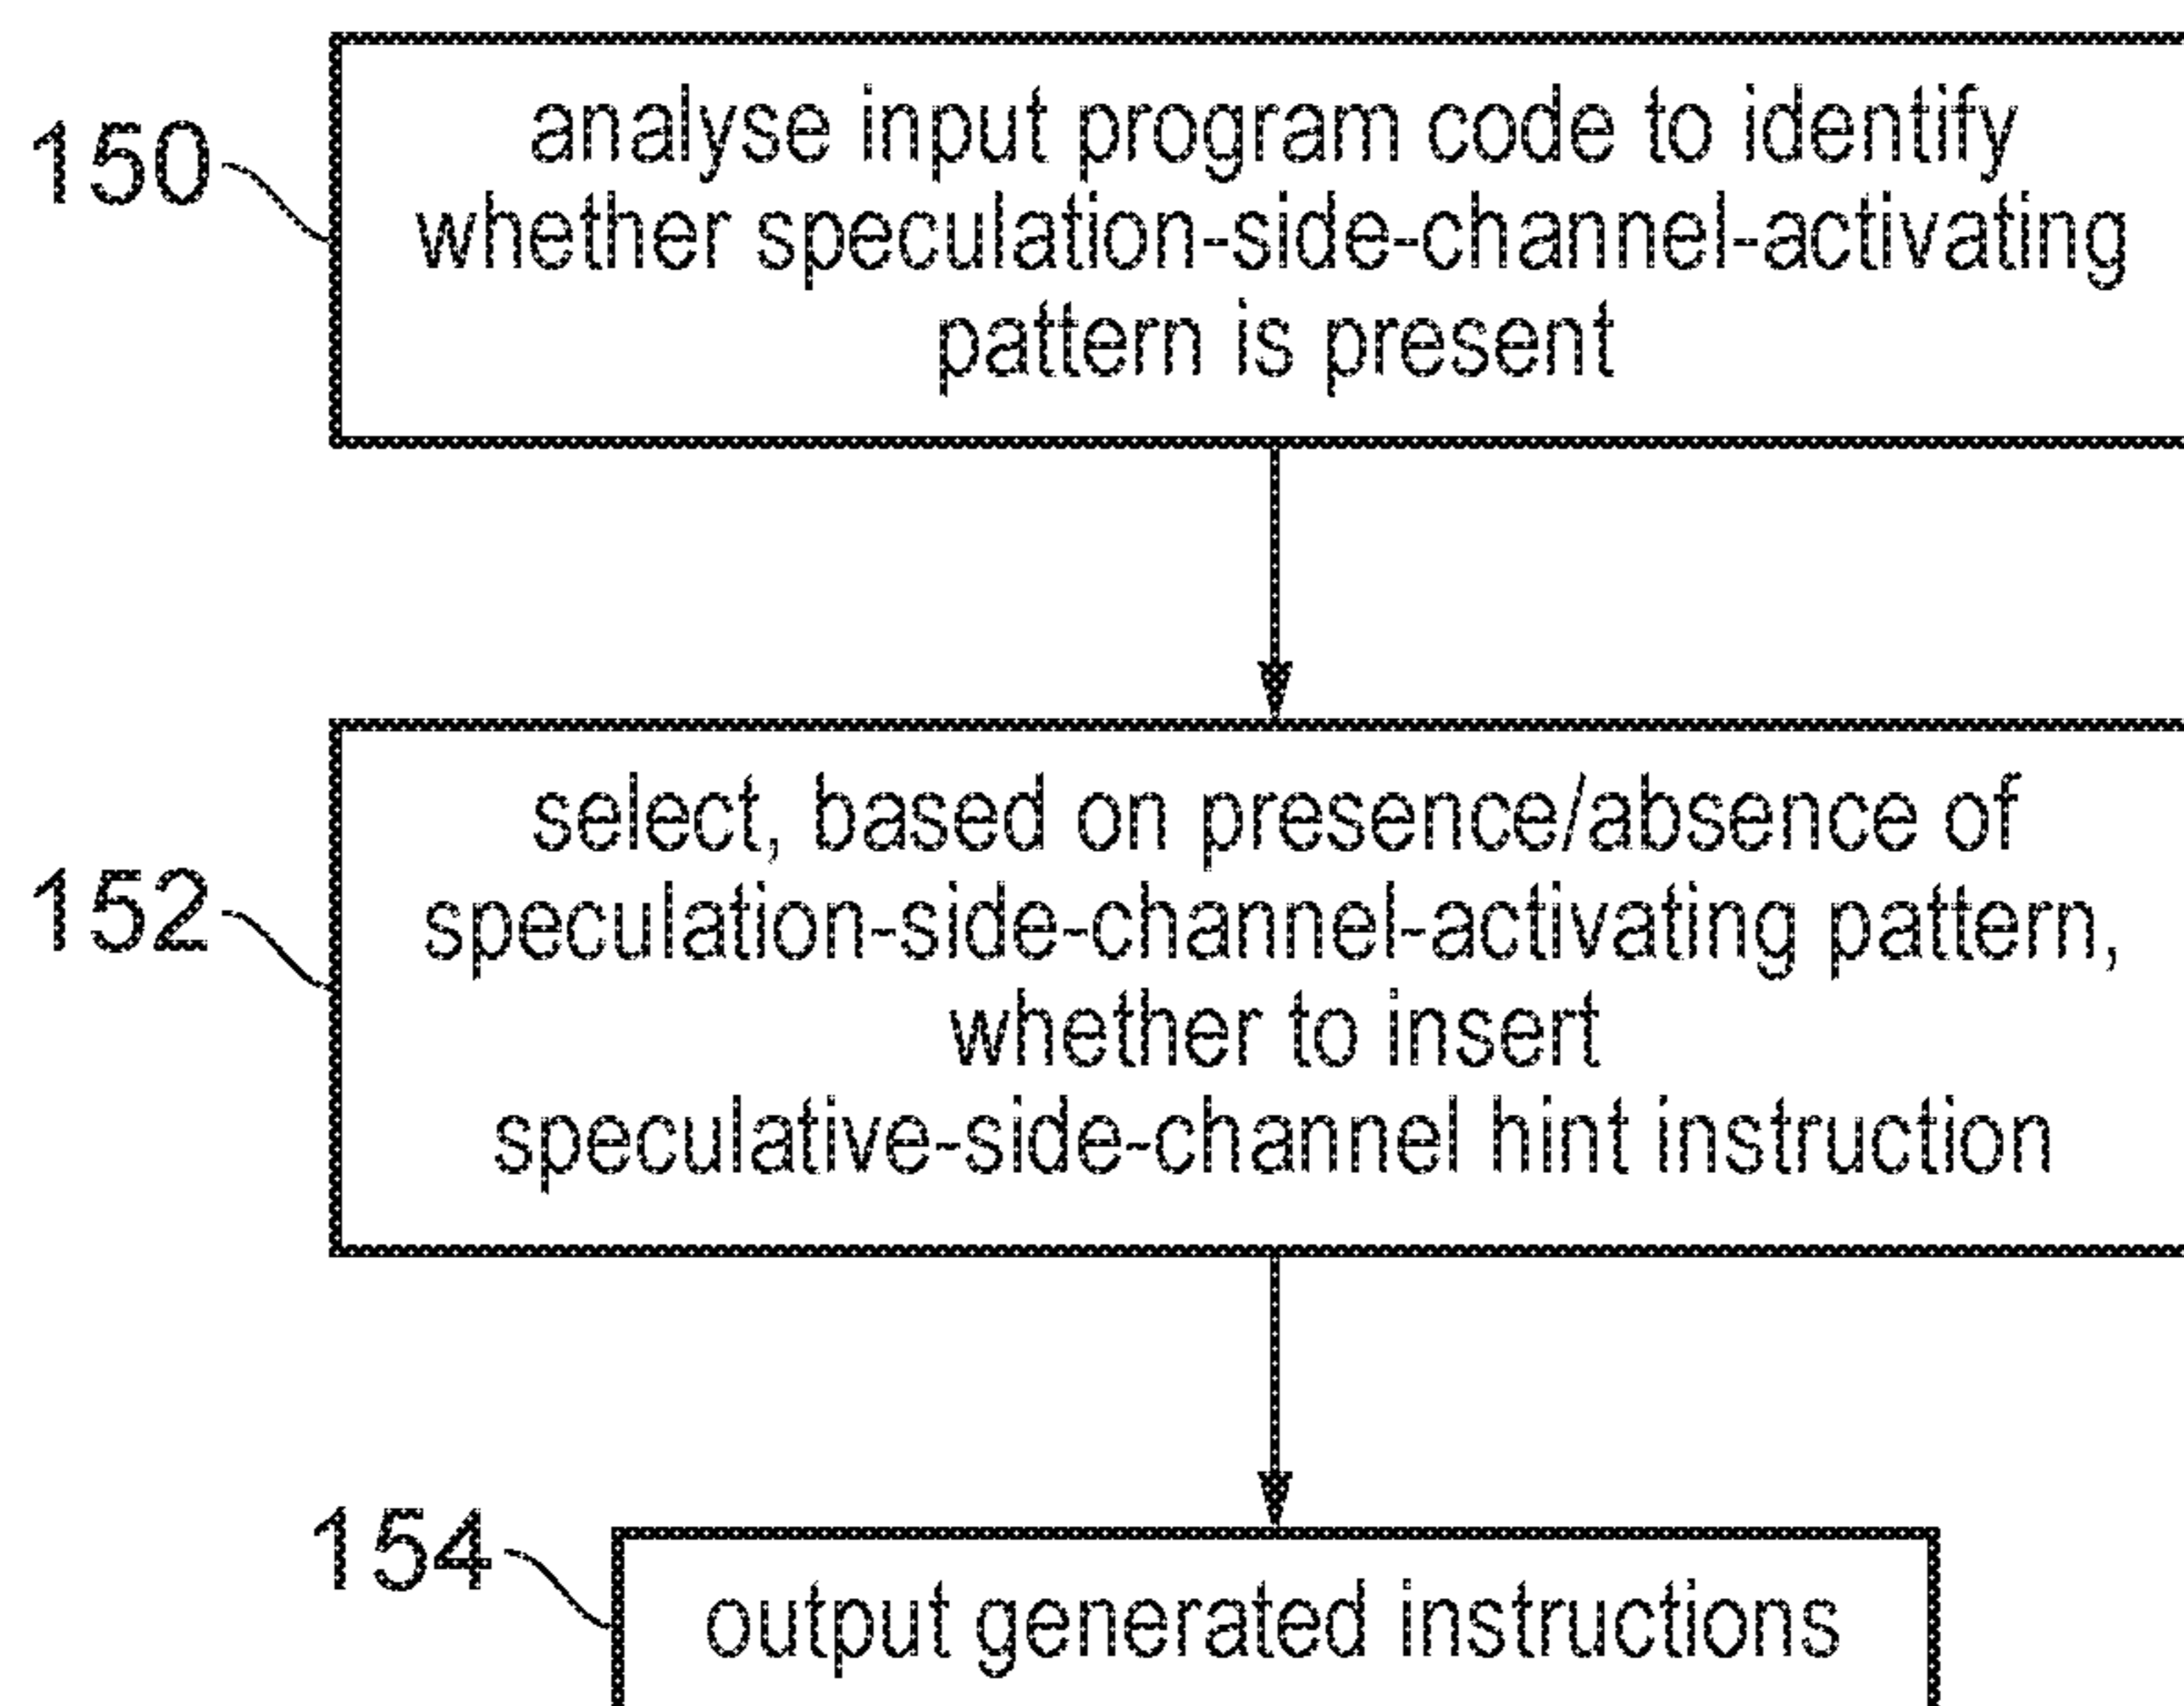 150
analyse input program code to identify
whether speculation-side-channel-activating
pattern is present
152
select, based on presence/absence of
speculation-side-channel-activating pattern,
whether to insert
speculative-side-channel hint instruction
154
output generated instructions